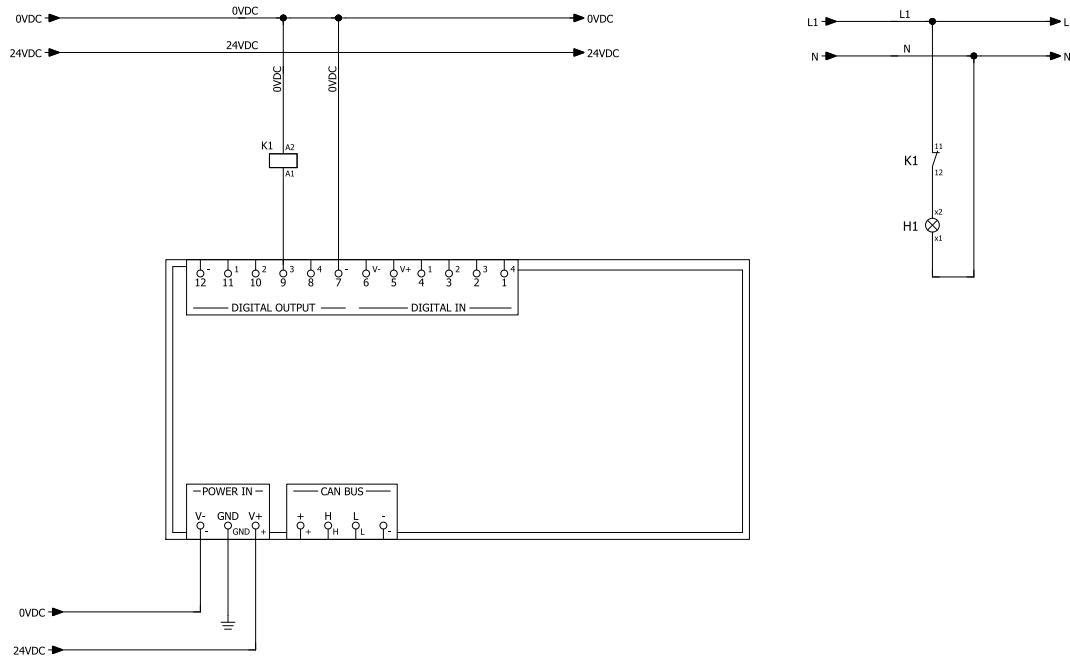 0VDC 0VDC 0VDC
24VDC 24VDC 24VDC
0VDC 0VDC
K1 A2
A1
- 1 2 3 4 - V- V+ 1 2 3 4
12 11 10 9 8 7 6 5 4 3 2 1
DIGITAL OUTPUT DIGITAL IN
POWER IN CAN BUS
V- GND V+ + H L -
- GND + + H L -
0VDC
24VDC
L1 L1 L
N N N
K1 11
12
H1 x2
x1